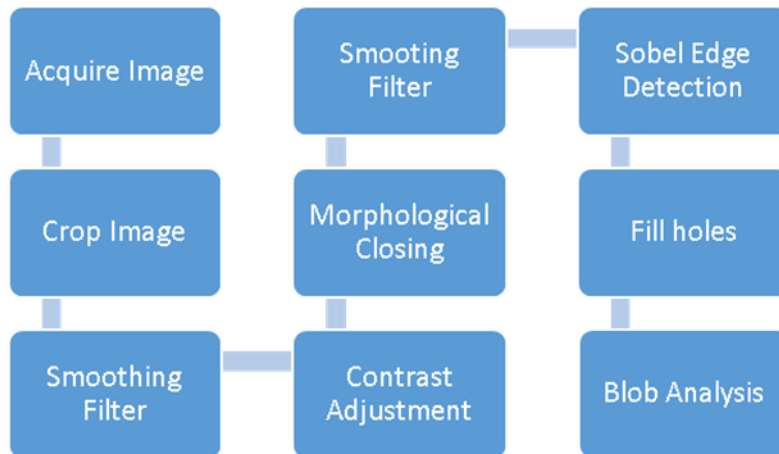 Acquire Image
Crop Image
Smoothing
Filter
Contrast
Adjustment
Morphological
Closing
Smooting
Filter
Sobel Edge
Detection
Fill holes
Blob Analysis